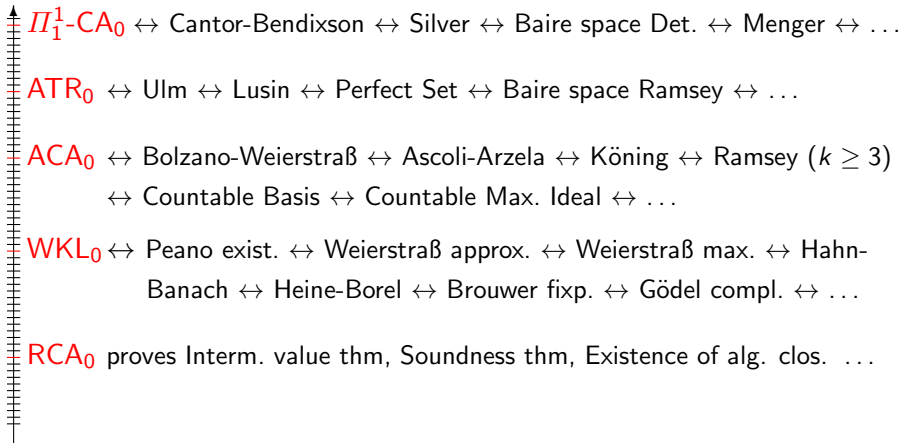 Π¹₁-CA₀ ↔ Cantor-Bendixson ↔ Silver ↔ Baire space Det. ↔ Menger ↔ …
ATR₀ ↔ Ulm ↔ Lusin ↔ Perfect Set ↔ Baire space Ramsey ↔ …
ACA₀ ↔ Bolzano-Weierstraß ↔ Ascoli-Arzela ↔ Köning ↔ Ramsey (k ≥ 3)
↔ Countable Basis ↔ Countable Max. Ideal ↔ …
WKL₀ ↔ Peano exist. ↔ Weierstraß approx. ↔ Weierstraß max. ↔ Hahn-
Banach ↔ Heine-Borel ↔ Brouwer fixp. ↔ Gödel compl. ↔ …
RCA₀ proves Interm. value thm, Soundness thm, Existence of alg. clos. …